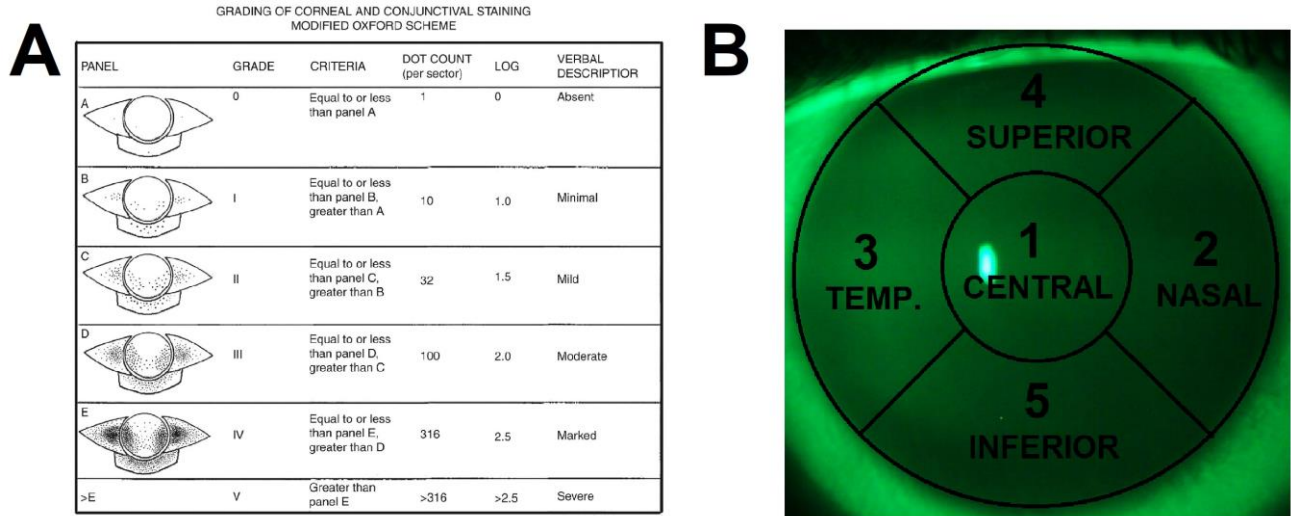 GRADING OF CORNEAL AND CONJUNCTIVAL STAINING
MODIFIED OXFORD SCHEME
A
PANEL GRADE CRITERIA DOT COUNT (per sector) LOG VERBAL DESCRIPTIOR
A 0 Equal to or less than panel A 1 0 Absent
B I Equal to or less than panel B, greater than A 10 1.0 Minimal
C II Equal to or less than panel C, greater than B 32 1.5 Mild
D III Equal to or less than panel D, greater than C 100 2.0 Moderate
E IV Equal to or less than panel E, greater than D 316 2.5 Marked
>E V Greater than panel E >316 >2.5 Severe
B
4
SUPERIOR
3
TEMP.
1
CENTRAL
2
NASAL
5
INFERIOR